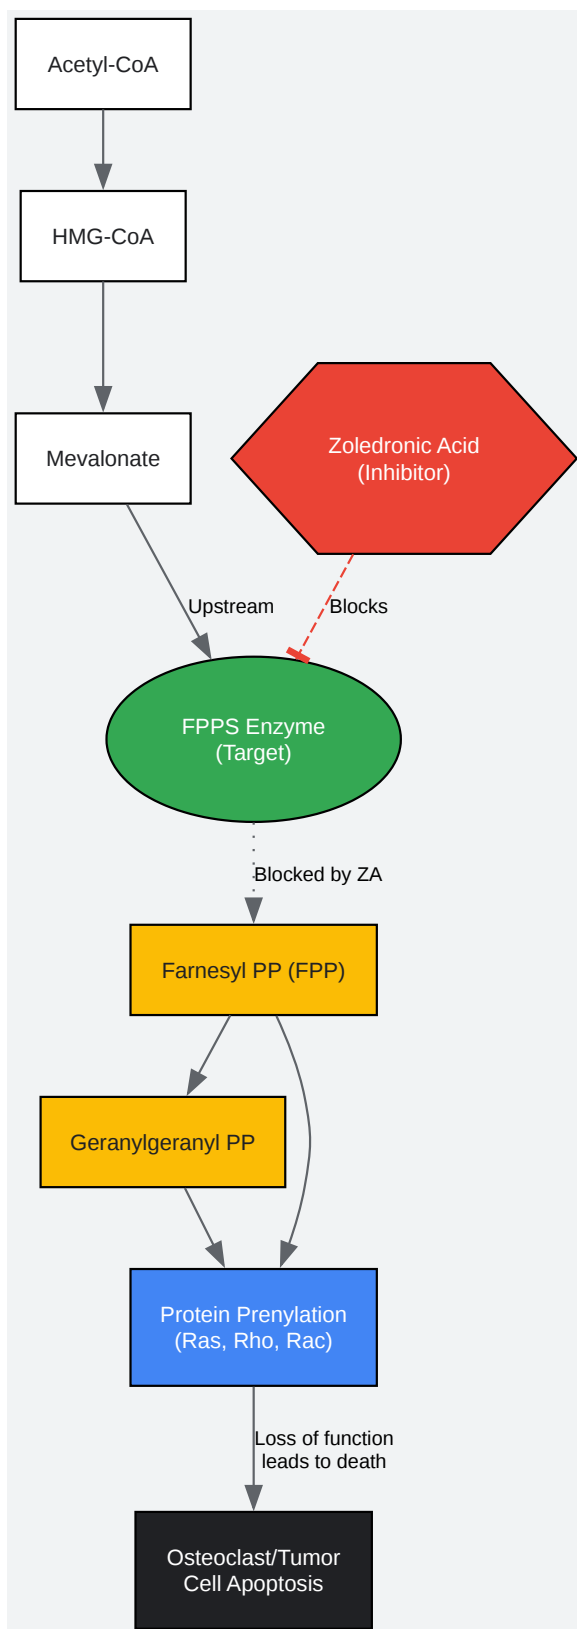 Acetyl-CoA
HMG-CoA
Mevalonate
Zoledronic Acid
(Inhibitor)
Upstream
Blocks
FPPS Enzyme
(Target)
Blocked by ZA
Farnesyl PP (FPP)
Geranylgeranyl PP
Protein Prenylation
(Ras, Rho, Rac)
Loss of function
leads to death
Osteoclast/Tumor
Cell Apoptosis